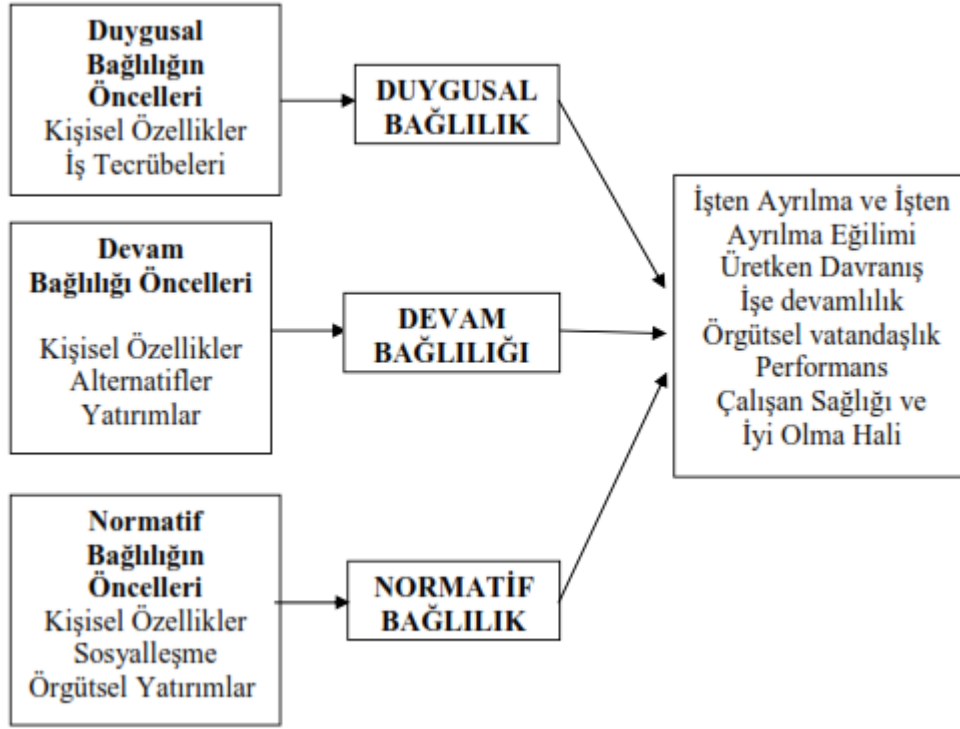 Duygusal
Bağlılığın
Öncelleri
Kişisel Özellikler
İş Tecrübeleri
DUYGUSAL
BAĞLILIK
Devam
Bağlılığı Öncelleri
Kişisel Özellikler
Alternatifler
Yatırımlar
DEVAM
BAĞLILIĞI
Normatif
Bağlılığın
Öncelleri
Kişisel Özellikler
Sosyalleşme
Örgütsel Yatırımlar
NORMATİF
BAĞLILIK
İşten Ayrılma ve İşten
Ayrılma Eğilimi
Üretken Davranış
İşe devamlılık
Örgütsel vatandaşlık
Performans
Çalışan Sağlığı ve
İyi Olma Hali